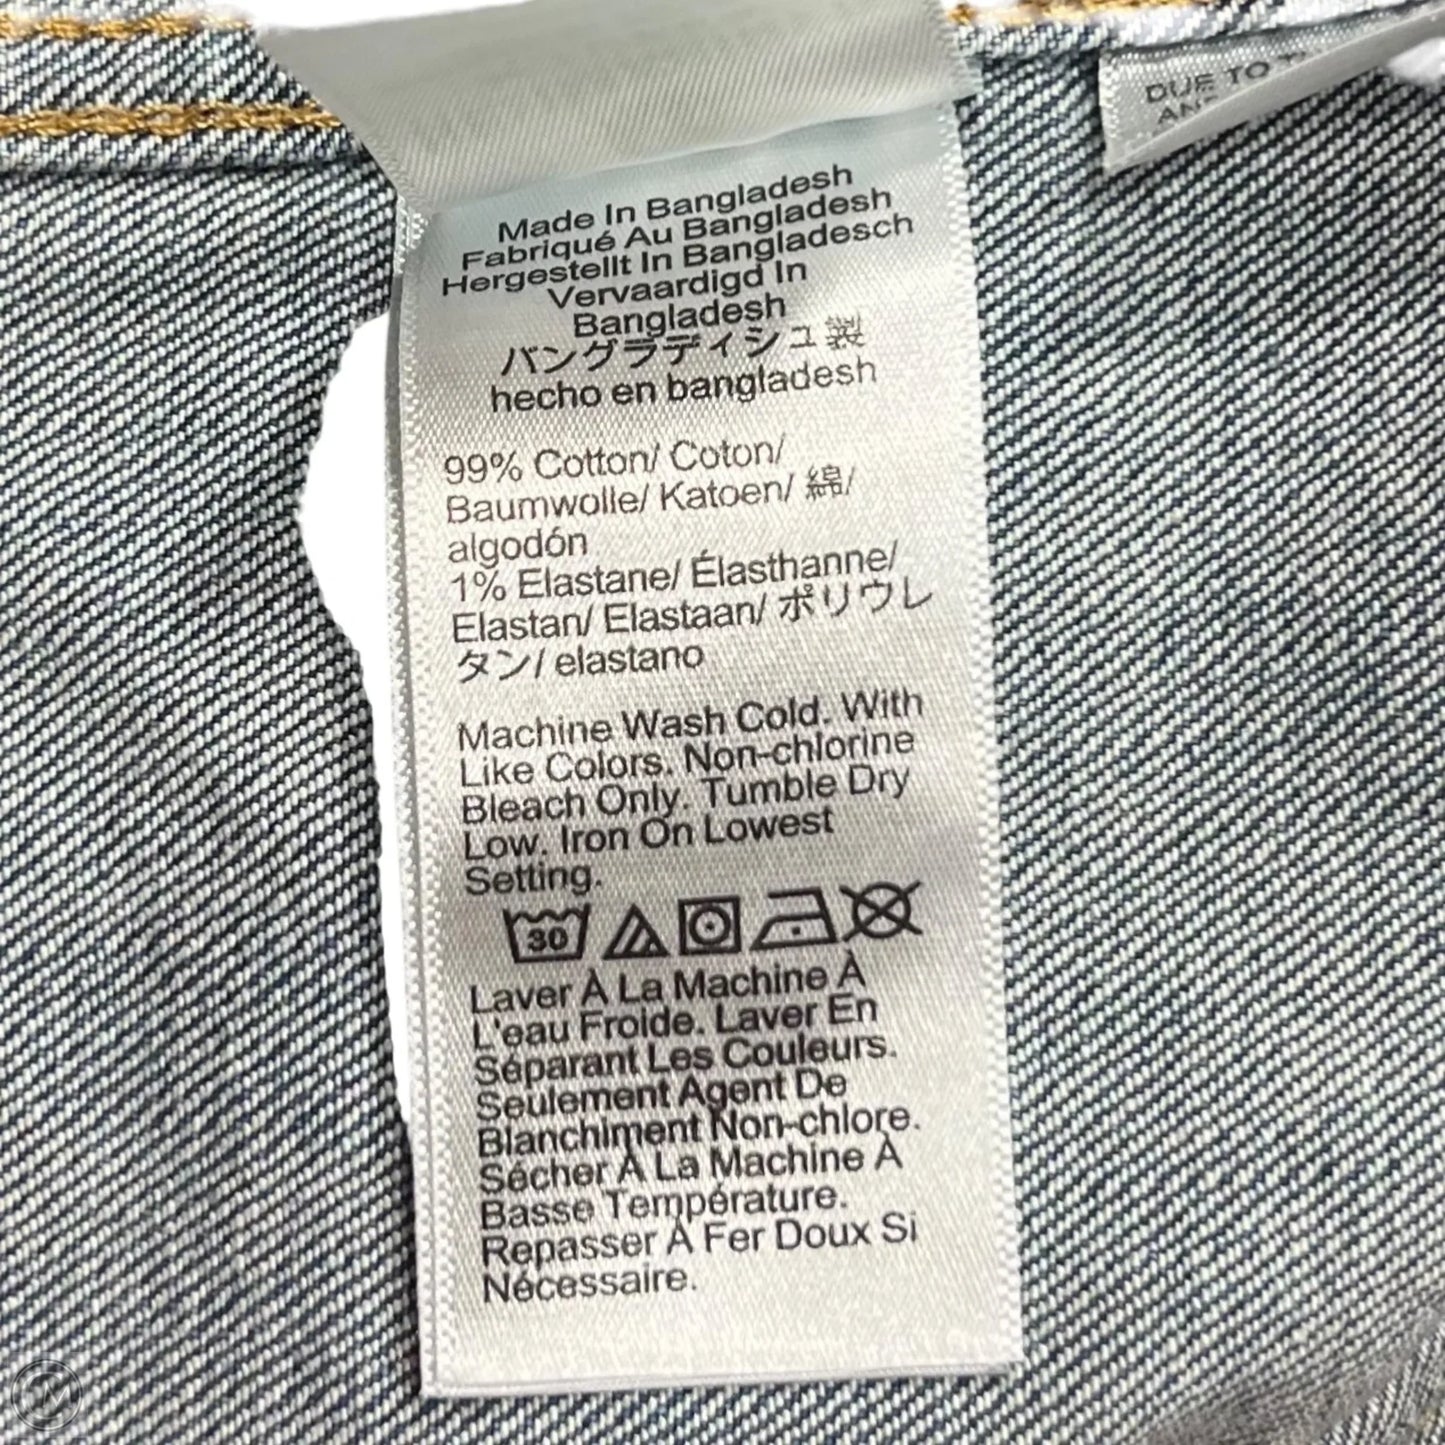 Made In Bangladesh
Fabriqué Au Bangladesh
Hergestellt In Bangladesch
Vervaardigd In
Bangladesh
バングラディシュ製
hecho en bangladesh
99% Cotton/ Coton/
Baumwolle/ Katoen/ 綿/
algodón
1% Elastane/ Élasthanne/
Elastan/ Elastaan/ ポリウレ
タン/ elastano
Machine Wash Cold. With
Like Colors. Non-chlorine
Bleach Only. Tumble Dry
Low. Iron On Lowest
Setting.
30
Laver À La Machine À
L'eau Froide. Laver En
Séparant Les Couleurs.
Seulement Agent De
Blanchiment Non-chlore.
Sécher À La Machine À
Basse Température.
Repasser À Fer Doux Si
Nécessaire.
DUE TO
CM